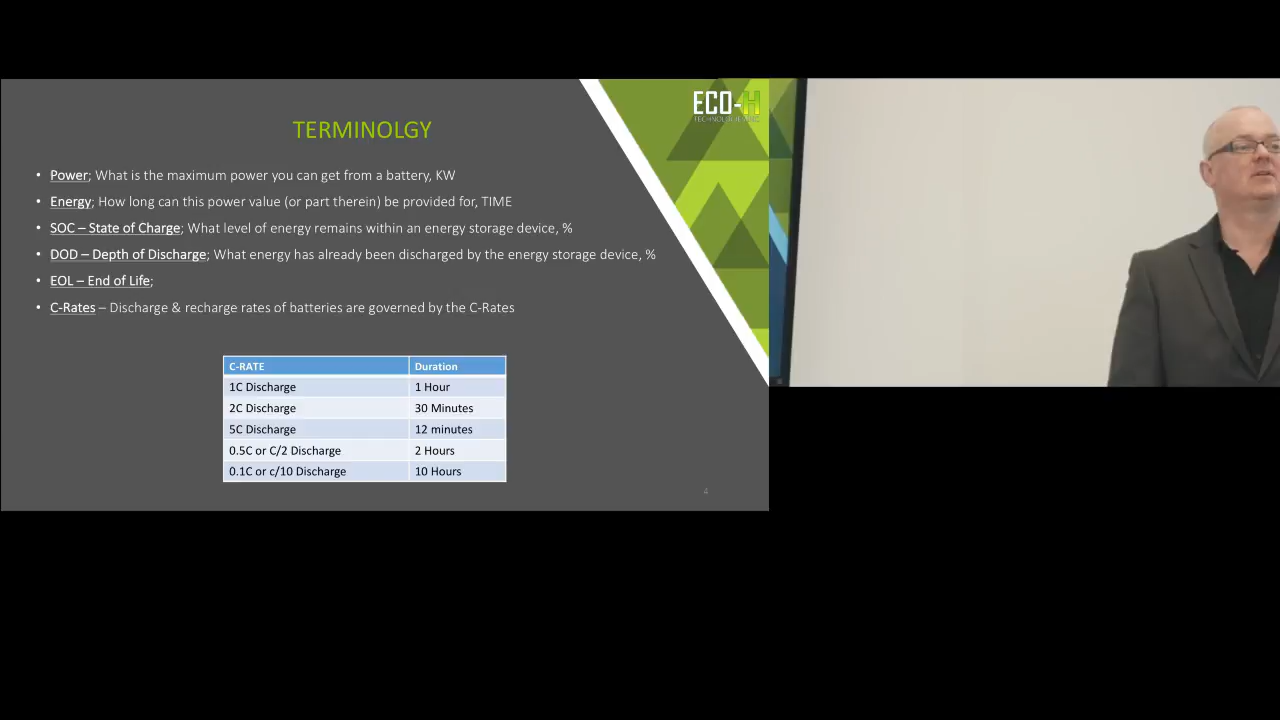 ECO-H
TERMINOLGY
• Power; What is the maximum power you can get from a battery, KW
• Energy; How long can this power value (or part therein) be provided for, TIME
• SOC – State of Charge; What level of energy remains within an energy storage device, %
• DOD – Depth of Discharge; What energy has already been discharged by the energy storage device, %
• EOL – End of Life;
• C-Rates – Discharge & recharge rates of batteries are governed by the C-Rates
C-RATE Duration
1C Discharge 1 Hour
2C Discharge 30 Minutes
5C Discharge 12 minutes
0.5C or C/2 Discharge 2 Hours
0.1C or c/10 Discharge 10 Hours
4